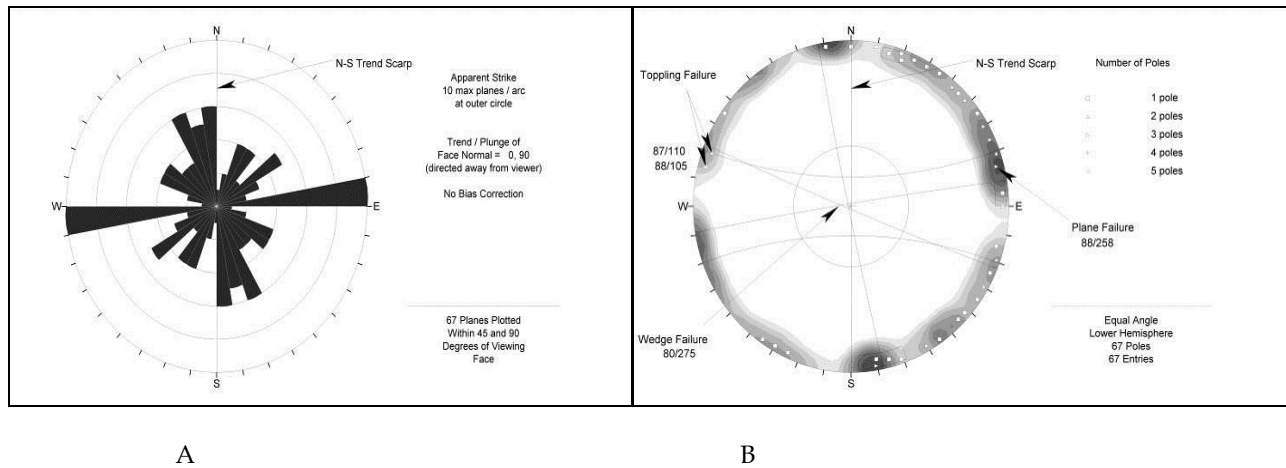 N
N-S Trend Scarp
Apparent Strike
10 max planes / arc
at outer circle
Trend / Plunge of
Face Normal = 0, 90
(directed away from viewer)
No Bias Correction
W
E
67 Planes Plotted
Within 45 and 90
Degrees of Viewing
Face
S
N
N-S Trend Scarp
Toppling Failure
Number of Poles
1 pole
2 poles
3 poles
4 poles
5 poles
87/110
88/105
W
E
Plane Failure
88/258
Wedge Failure
80/275
Equal Angle
Lower Hemisphere
67 Poles
67 Entries
S
A
B